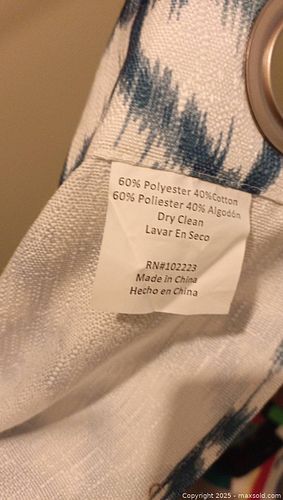 60% Polyester 40%Cotton
60% Poliester 40% Algodón
Dry Clean
Lavar En Seco
RN#102223
Made in China
Hecho en China
Copyright 2025 - maxsold.com